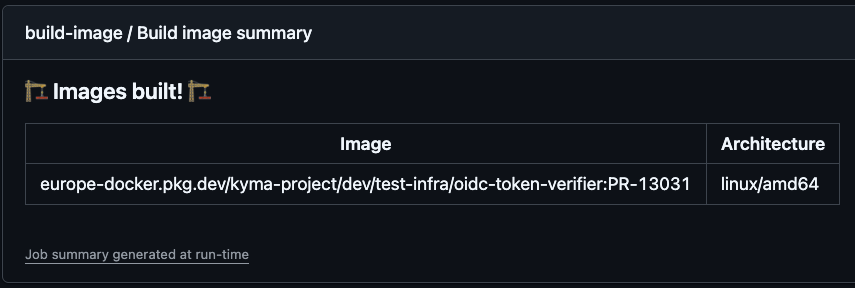 build-image / Build image summary
🏗️ Images built! 🏗️
Image Architecture
europe-docker.pkg.dev/kyma-project/dev/test-infra/oidc-token-verifier:PR-13031 linux/amd64
Job summary generated at run-time